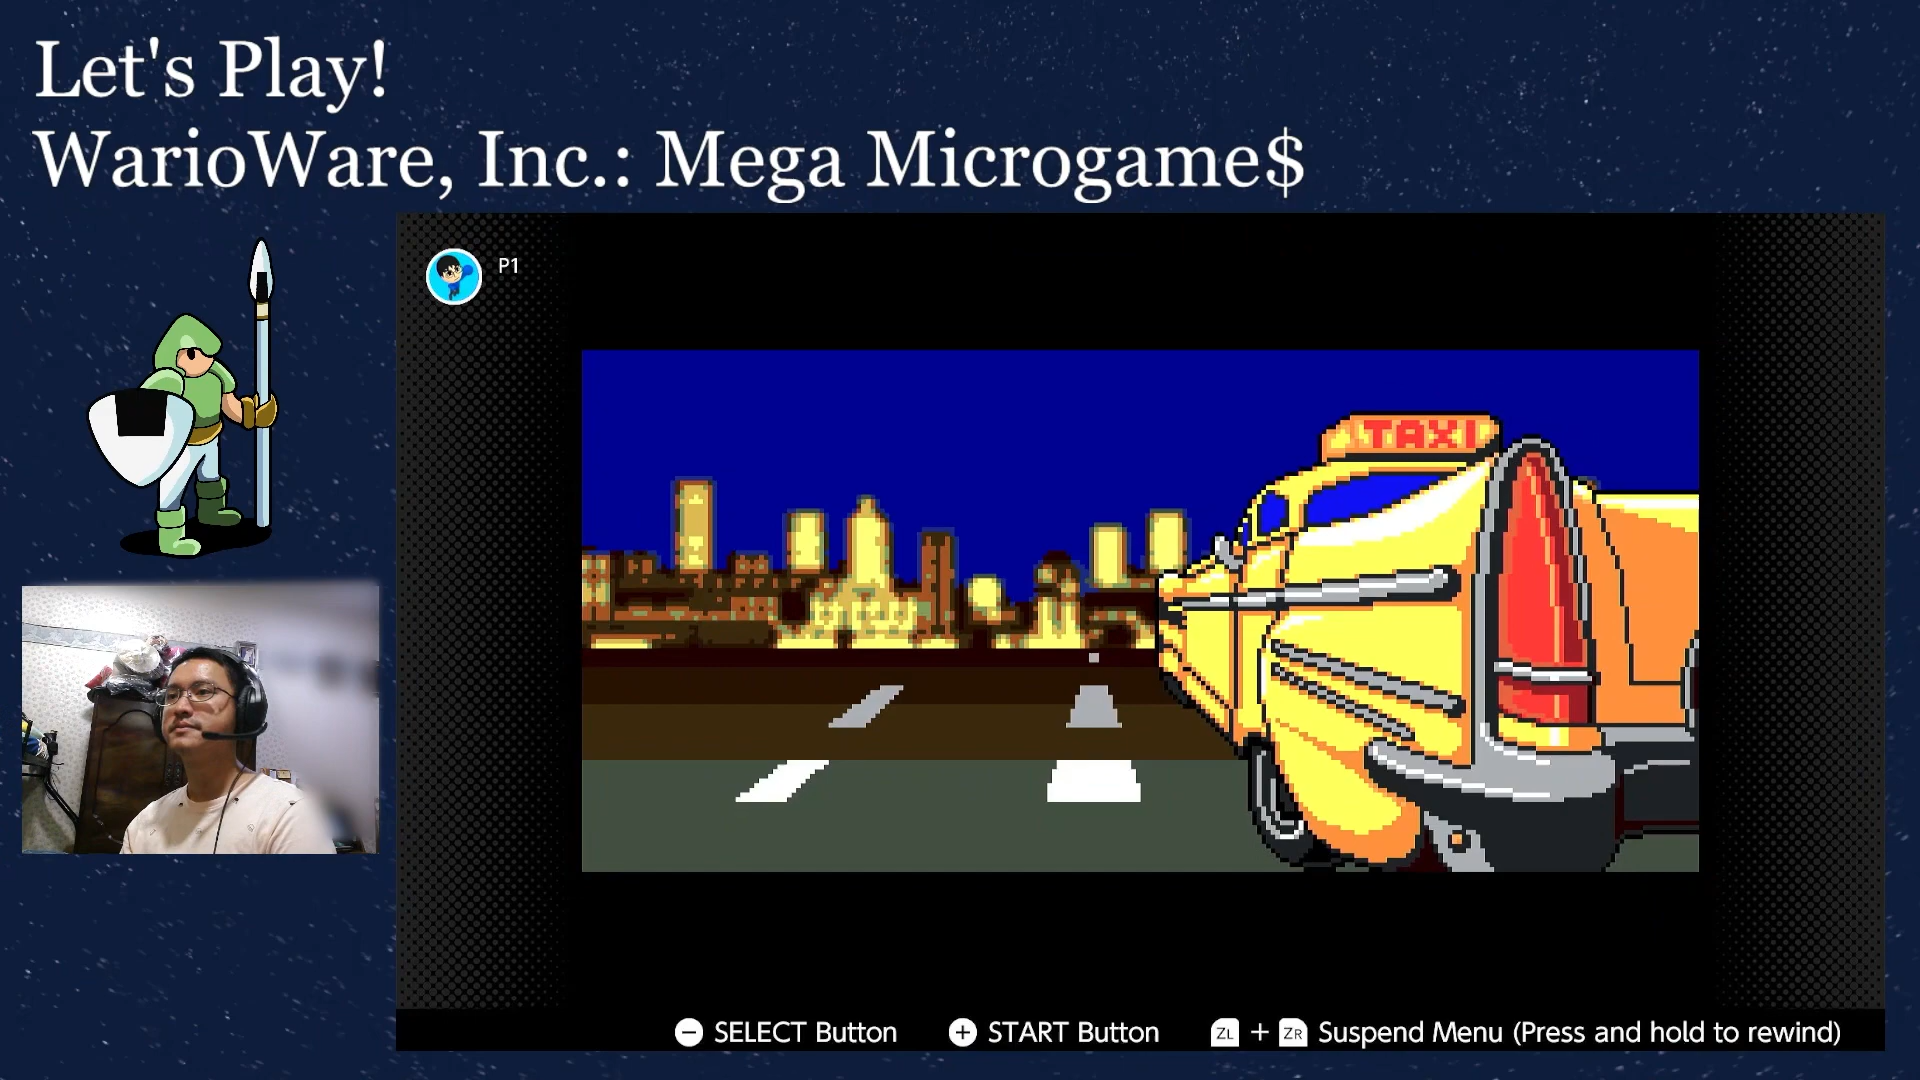 Let's Play!
WarioWare, Inc.: Mega Microgame$
P1
TAXI
SELECT Button
START Button
ZL + ZR Suspend Menu (Press and hold to rewind)